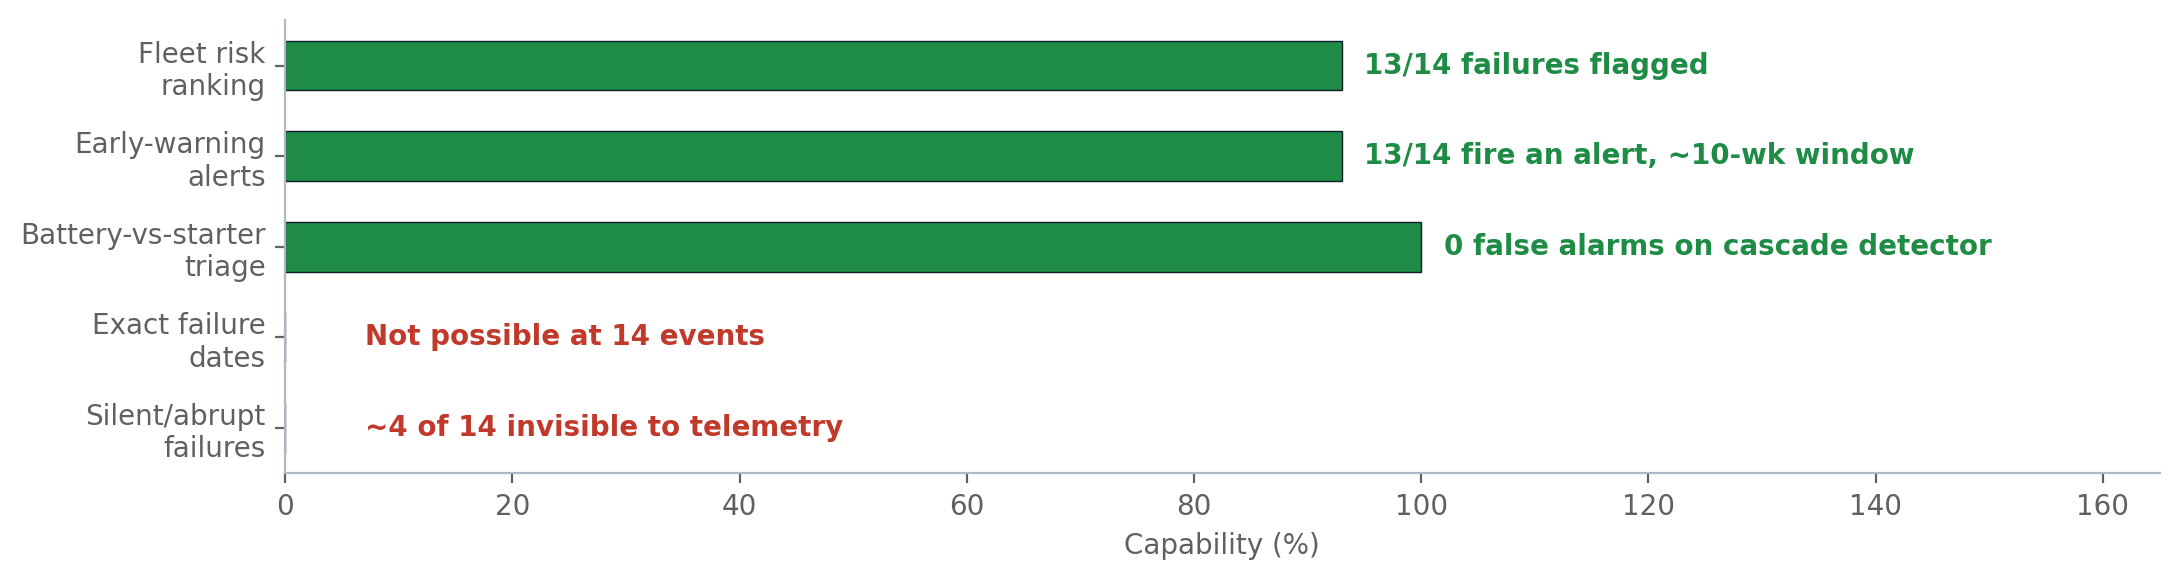 Fleet risk
ranking
13/14 failures flagged
Early-warning
alerts
13/14 fire an alert, ~10-wk window
Battery-vs-starter
triage
0 false alarms on cascade detector
Exact failure
dates
Not possible at 14 events
Silent/abrupt
failures
~4 of 14 invisible to telemetry
0 20 40 60 80 100 120 140 160
Capability (%)